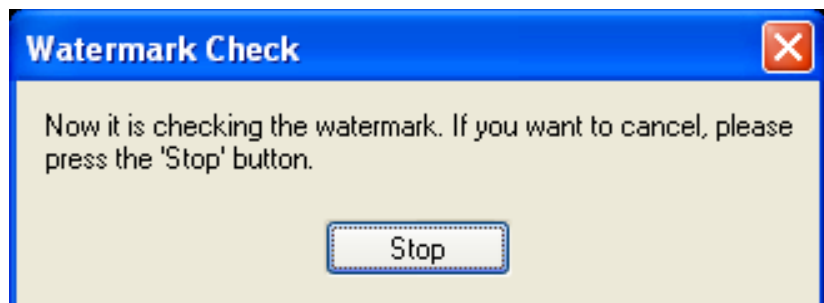 Watermark Check
Now it is checking the watermark. If you want to cancel, please
press the 'Stop' button.
Stop